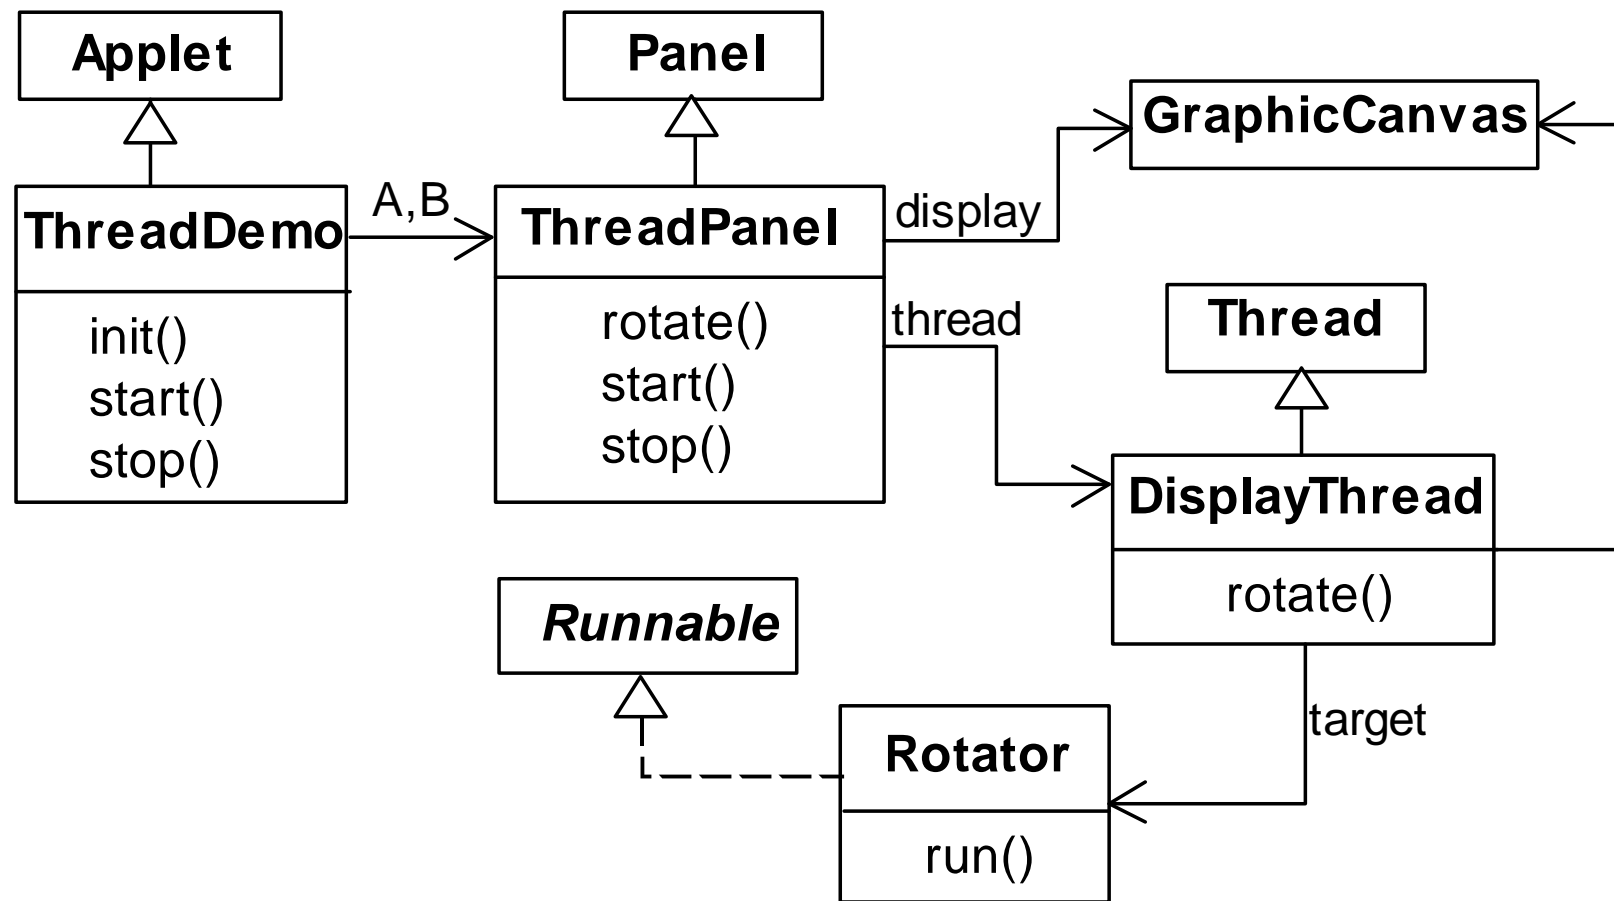 Applet
Panel
GraphicCanvas
ThreadDemo
A,B
ThreadPanel
display
init()
start()
stop()
rotate()
start()
stop()
thread
Thread
DisplayThread
rotate()
Runnable
target
Rotator
run()